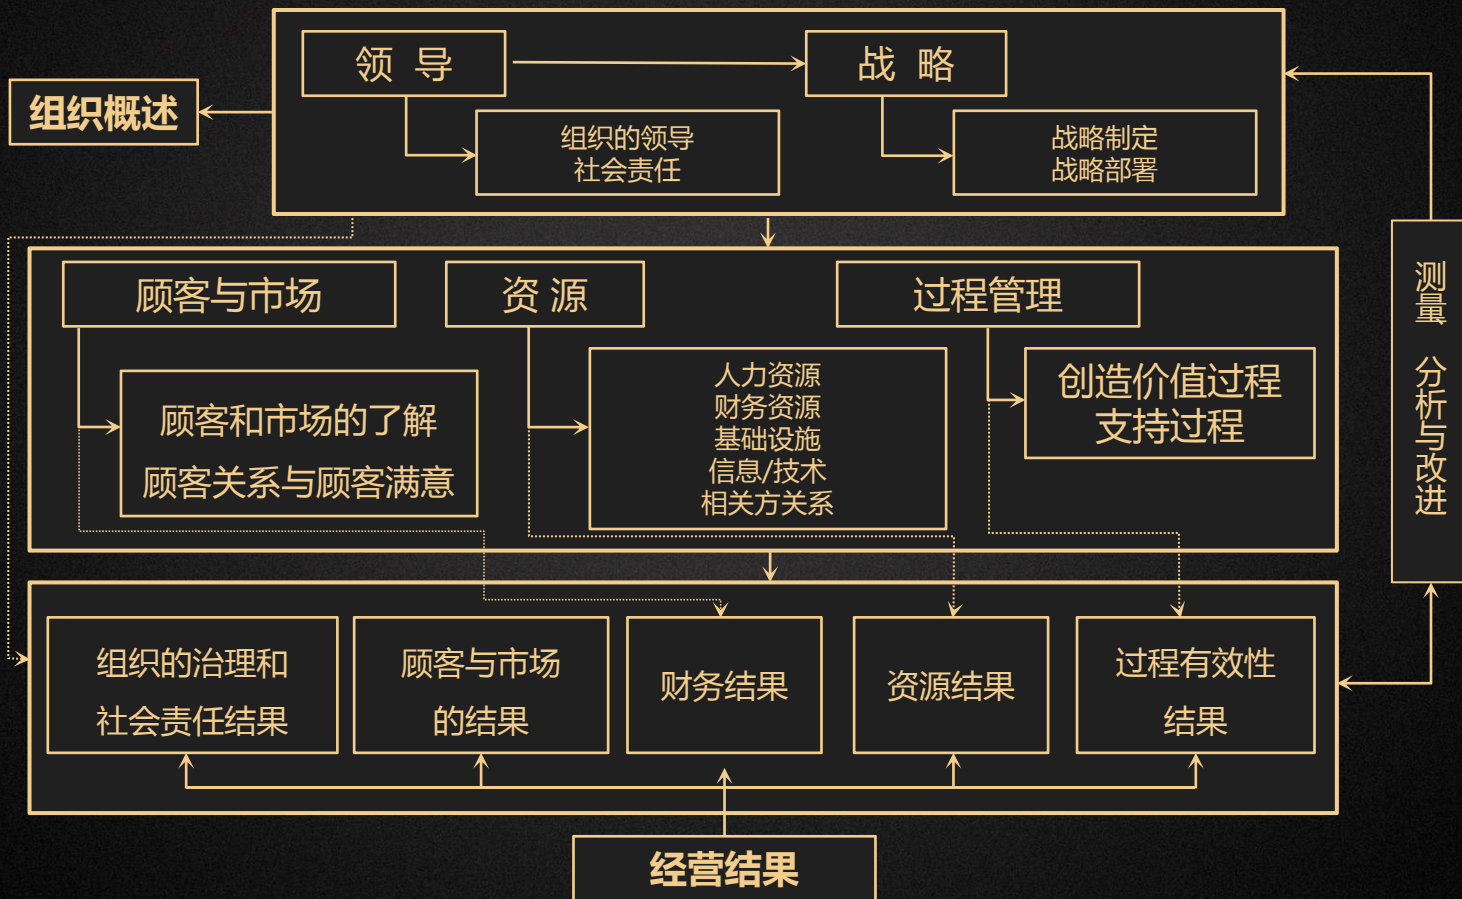 领 导
战 略
组织概述
组织的领导
社会责任
战略制定
战略部署
顾客与市场
资 源
过程管理
顾客和市场的了解
顾客关系与顾客满意
人力资源
财务资源
基础设施
信息/技术
相关方关系
创造价值过程
支持过程
测量 分析与改进
组织的治理和
社会责任结果
顾客与市场
的结果
财务结果
资源结果
过程有效性
结果
经营结果